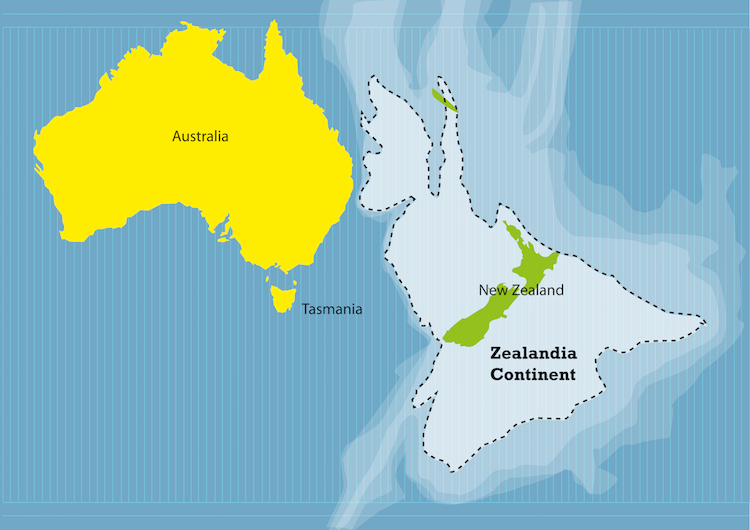 Australia
New Zealand
Tasmania
Zealandia
Continent